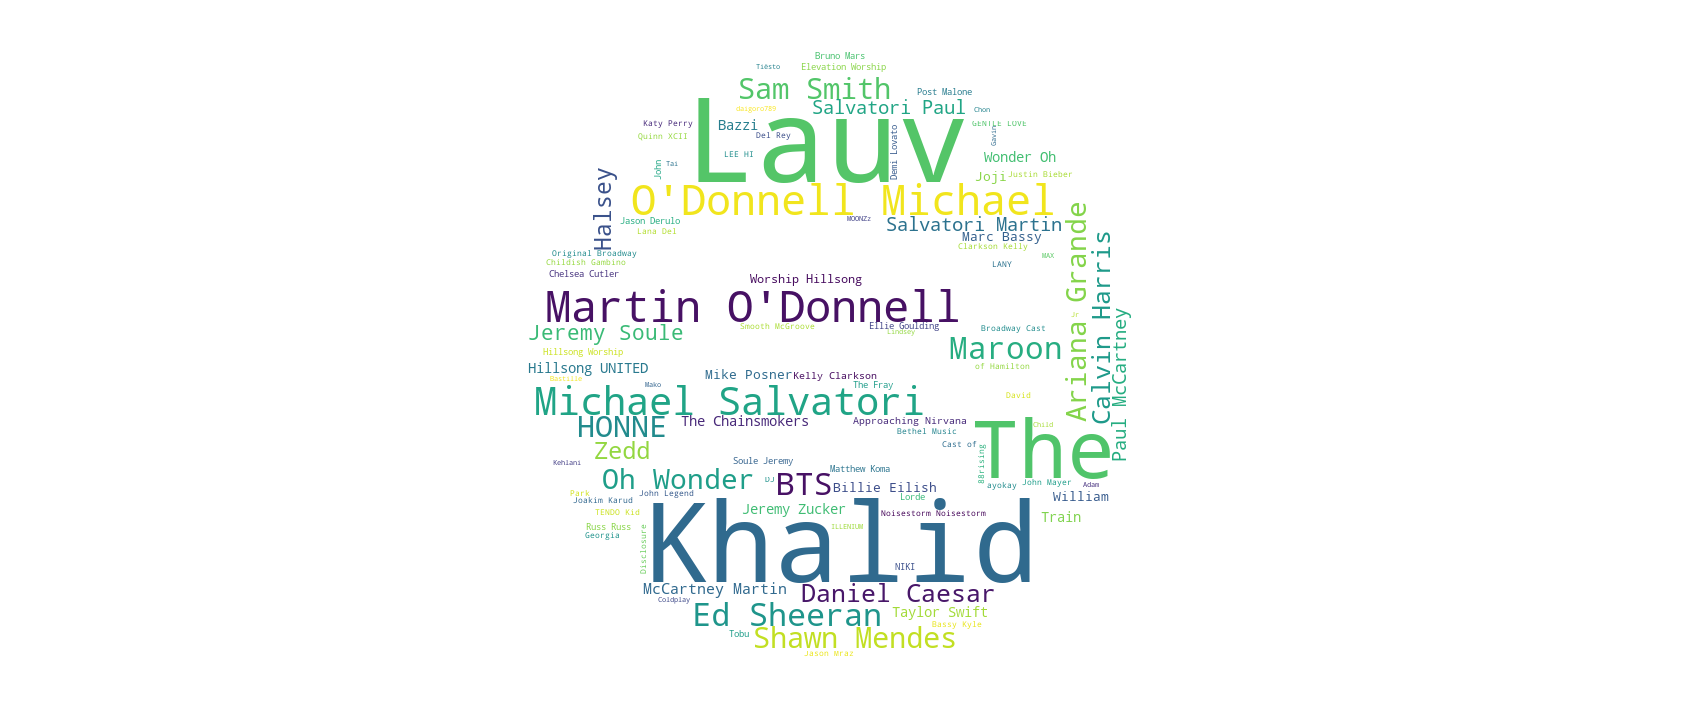 Bruno Mars
Tiësto
Elevation Worship
Sam Smith
Post Malone
Salvatori Paul
Chon
Katy Perry
Bazzi
Lauv
GENTLE LOVE
Quinn XCII
Del Rey
Gavin
Demi Lovato
LEE HI
Wonder Oh
John
Tai
Joji
Justin Bieber
Halsey
O'Donnell Michael
Jason Derulo
MOONZz
Salvatori Martin
Lana Del
Marc Bassy
Ariana Grande
Calvin Harris
Original Broadway
Clarkson Kelly
MAX
Childish Gambino
LANY
Chelsea Cutler
Worship Hillsong
Martin O'Donnell
Jr
Paul McCartney
Jeremy Soule
Smooth McGroove
Ellie Goulding
Lindsey
Broadway Cast
Hillsong Worship
Maroon
Hillsong UNITED
of Hamilton
Bastille
Mako
Mike Posner
Kelly Clarkson
The Fray
Michael Salvatori
David
HONNE
The Chainsmokers
Approaching Nirvana
The
Child
Bethel Music
Zedd
Cast of
Kehlani
Soule Jeremy
88rising
Oh Wonder
DJ
BTS
Matthew Koma
Billie Eilish
ayokay
John Mayer
Adam
Park
John Legend
Joakim Karud
Lorde
William
TENDO Kid
Jeremy Zucker
Noisestorm Noisestorm
Train
Russ Russ
ILLENIUM
Georgia
Disclosure
Khalid
NIKI
McCartney Martin
Daniel Caesar
Coldplay
Ed Sheeran
Taylor Swift
Bassy Kyle
Tobu
Shawn Mendes
Jason Mraz